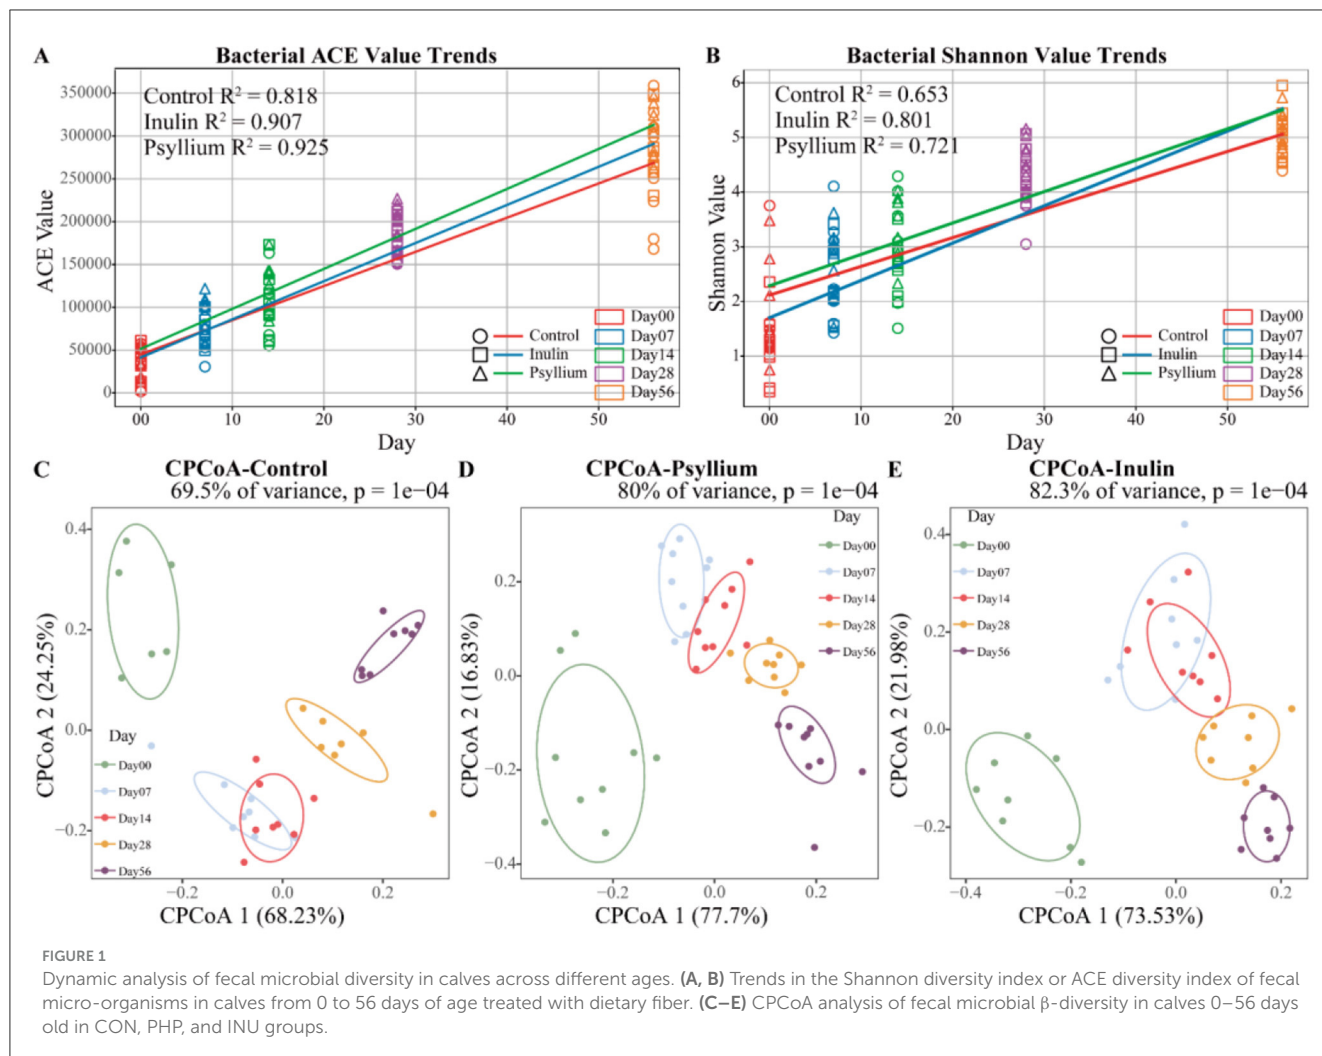 A
Bacterial ACE Value Trends
Control R² = 0.818
Inulin R² = 0.907
Psyllium R² = 0.925
350000
300000
250000
200000
150000
100000
50000
0
ACE Value
Control
Inulin
Psyllium
Day00
Day07
Day14
Day28
Day56
00
10
20
30
40
50
Day
B
Bacterial Shannon Value Trends
Control R² = 0.653
Inulin R² = 0.801
Psyllium R² = 0.721
6
5
4
3
2
1
Shannon Value
Control
Inulin
Psyllium
Day00
Day07
Day14
Day28
Day56
00
10
20
30
40
50
Day
C
CPCoA-Control
69.5% of variance, p = 1e−04
0.4
0.2
0.0
−0.2
CPCoA 2 (24.25%)
Day
Day00
Day07
Day14
Day28
Day56
−0.2
0.0
0.2
CPCoA 1 (68.23%)
D
CPCoA-Psyllium
80% of variance, p = 1e−04
0.2
0.0
−0.2
−0.4
CPCoA 2 (16.83%)
Day
Day00
Day07
Day14
Day28
Day56
−0.2
0.0
0.2
CPCoA 1 (77.7%)
E
CPCoA-Inulin
82.3% of variance, p = 1e−04
0.4
0.2
0.0
−0.2
CPCoA 2 (21.98%)
Day
Day00
Day07
Day14
Day28
Day56
−0.4
−0.2
0.0
0.2
CPCoA 1 (73.53%)
FIGURE 1
Dynamic analysis of fecal microbial diversity in calves across different ages. (A, B) Trends in the Shannon diversity index or ACE diversity index of fecal
micro-organisms in calves from 0 to 56 days of age treated with dietary fiber. (C–E) CPCoA analysis of fecal microbial β-diversity in calves 0–56 days
old in CON, PHP, and INU groups.